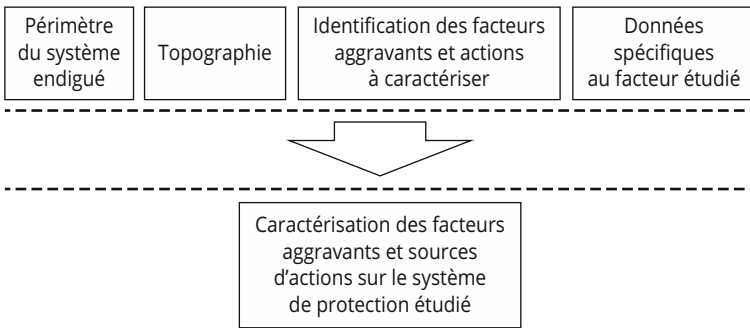 Périmètre
du système
endigué
Topographie
Identification des facteurs
aggravants et actions
à caractériser
Données
spécifiques
au facteur étudié
Caractérisation des facteurs
aggravants et sources
d’actions sur le système
de protection étudié